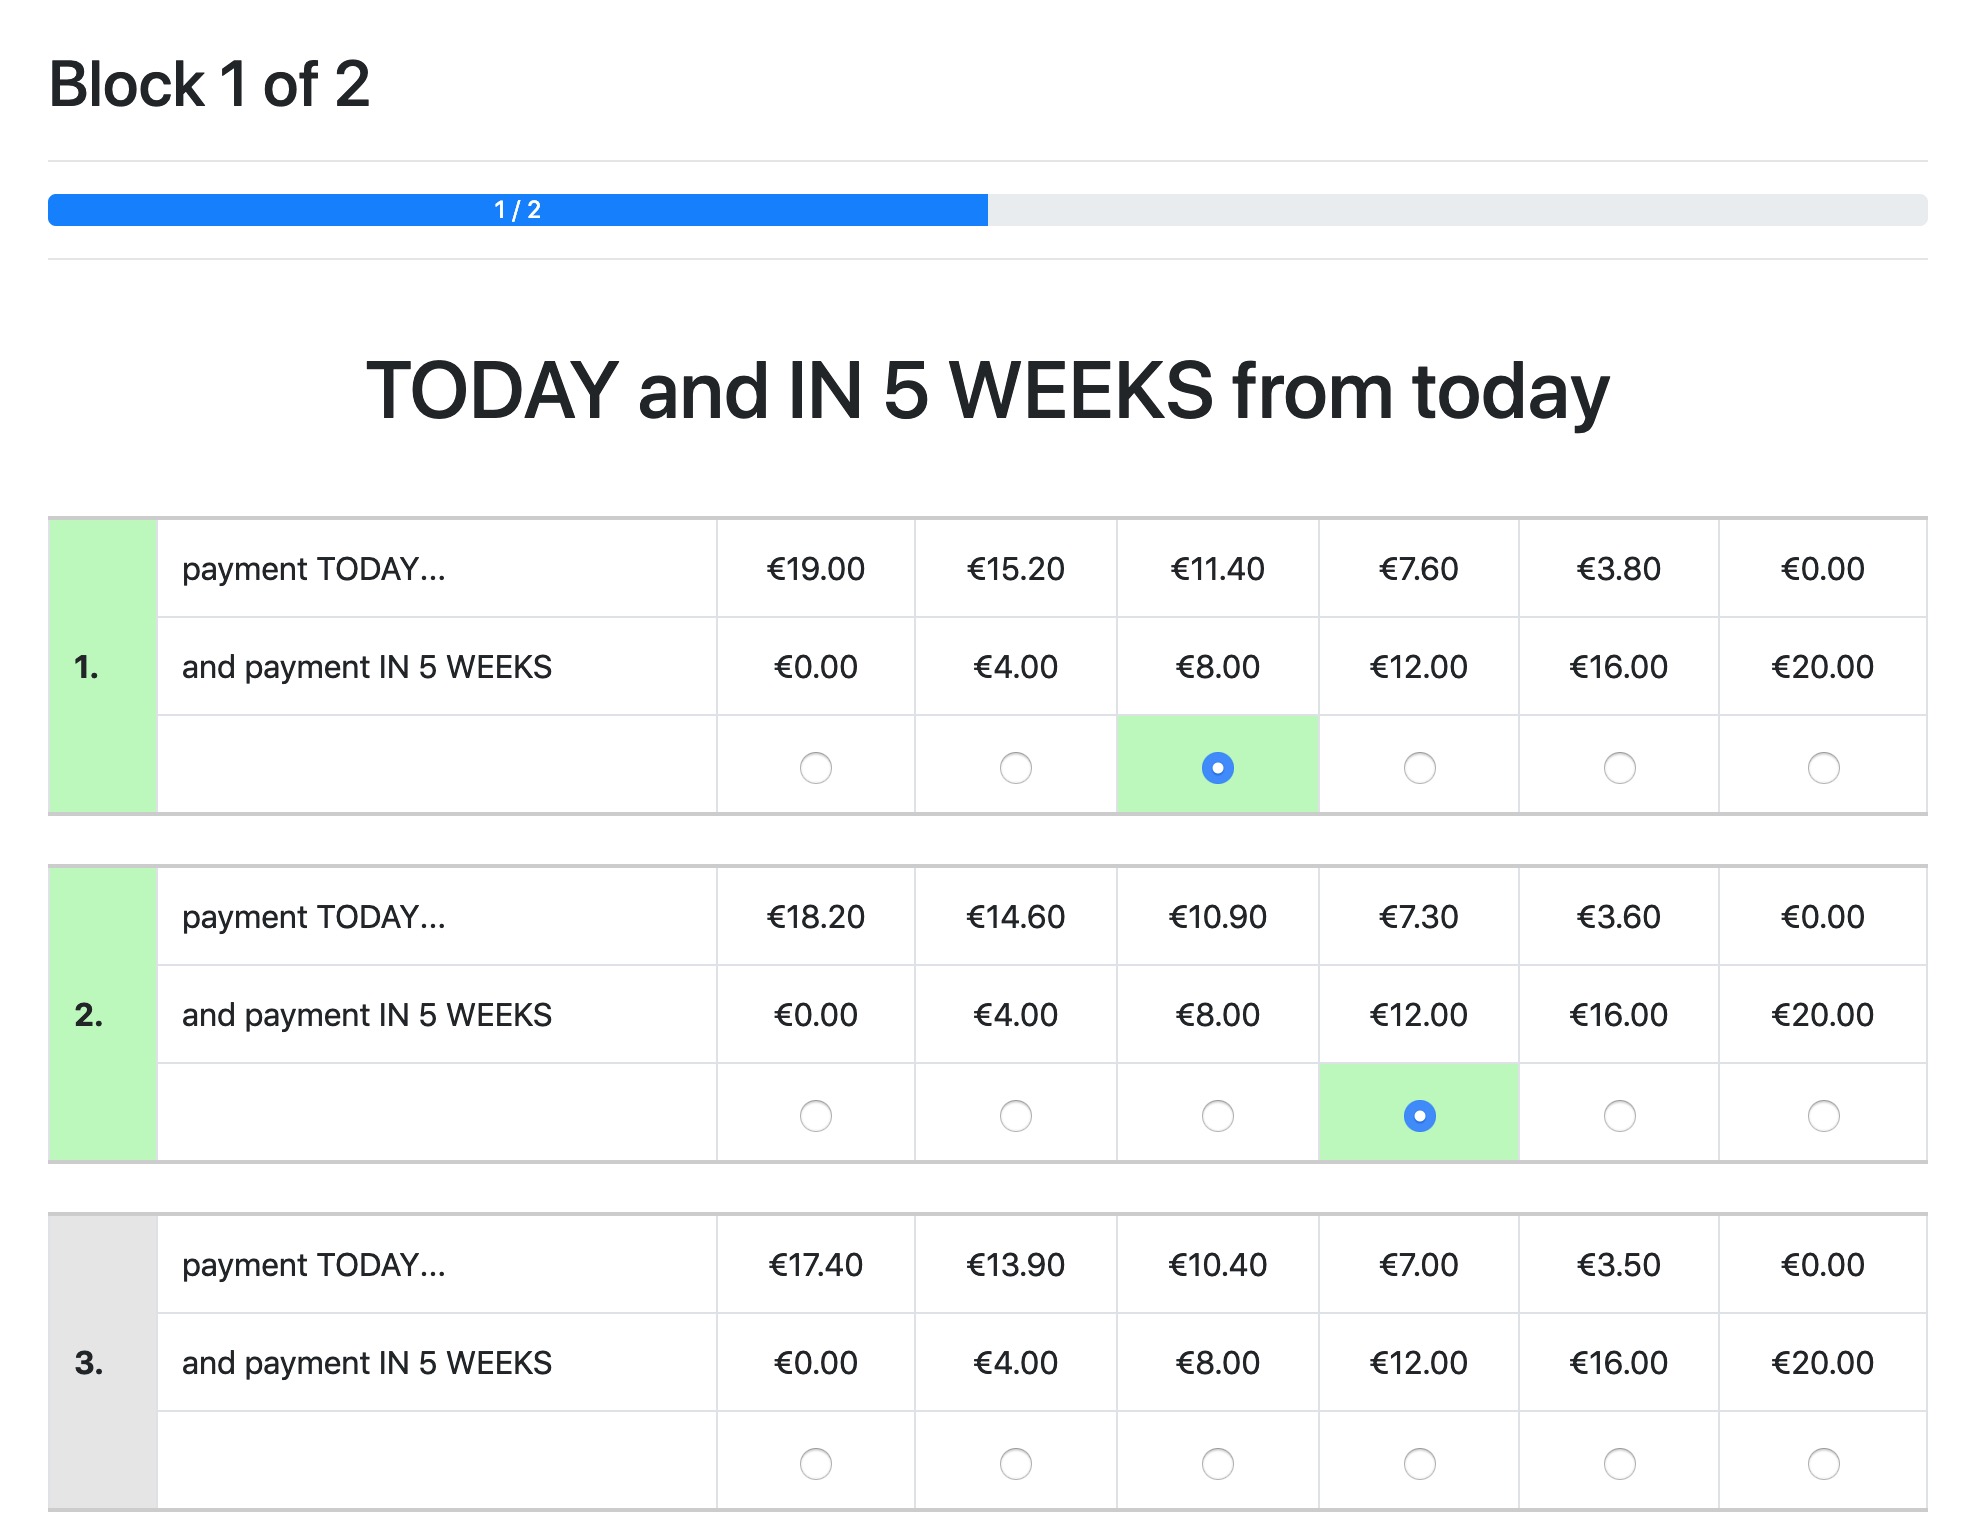 Block 1 of 2
1 / 2
TODAY and IN 5 WEEKS from today
payment TODAY... €19.00 €15.20 €11.40 €7.60 €3.80 €0.00
1. and payment IN 5 WEEKS €0.00 €4.00 €8.00 €12.00 €16.00 €20.00
payment TODAY... €18.20 €14.60 €10.90 €7.30 €3.60 €0.00
2. and payment IN 5 WEEKS €0.00 €4.00 €8.00 €12.00 €16.00 €20.00
payment TODAY... €17.40 €13.90 €10.40 €7.00 €3.50 €0.00
3. and payment IN 5 WEEKS €0.00 €4.00 €8.00 €12.00 €16.00 €20.00